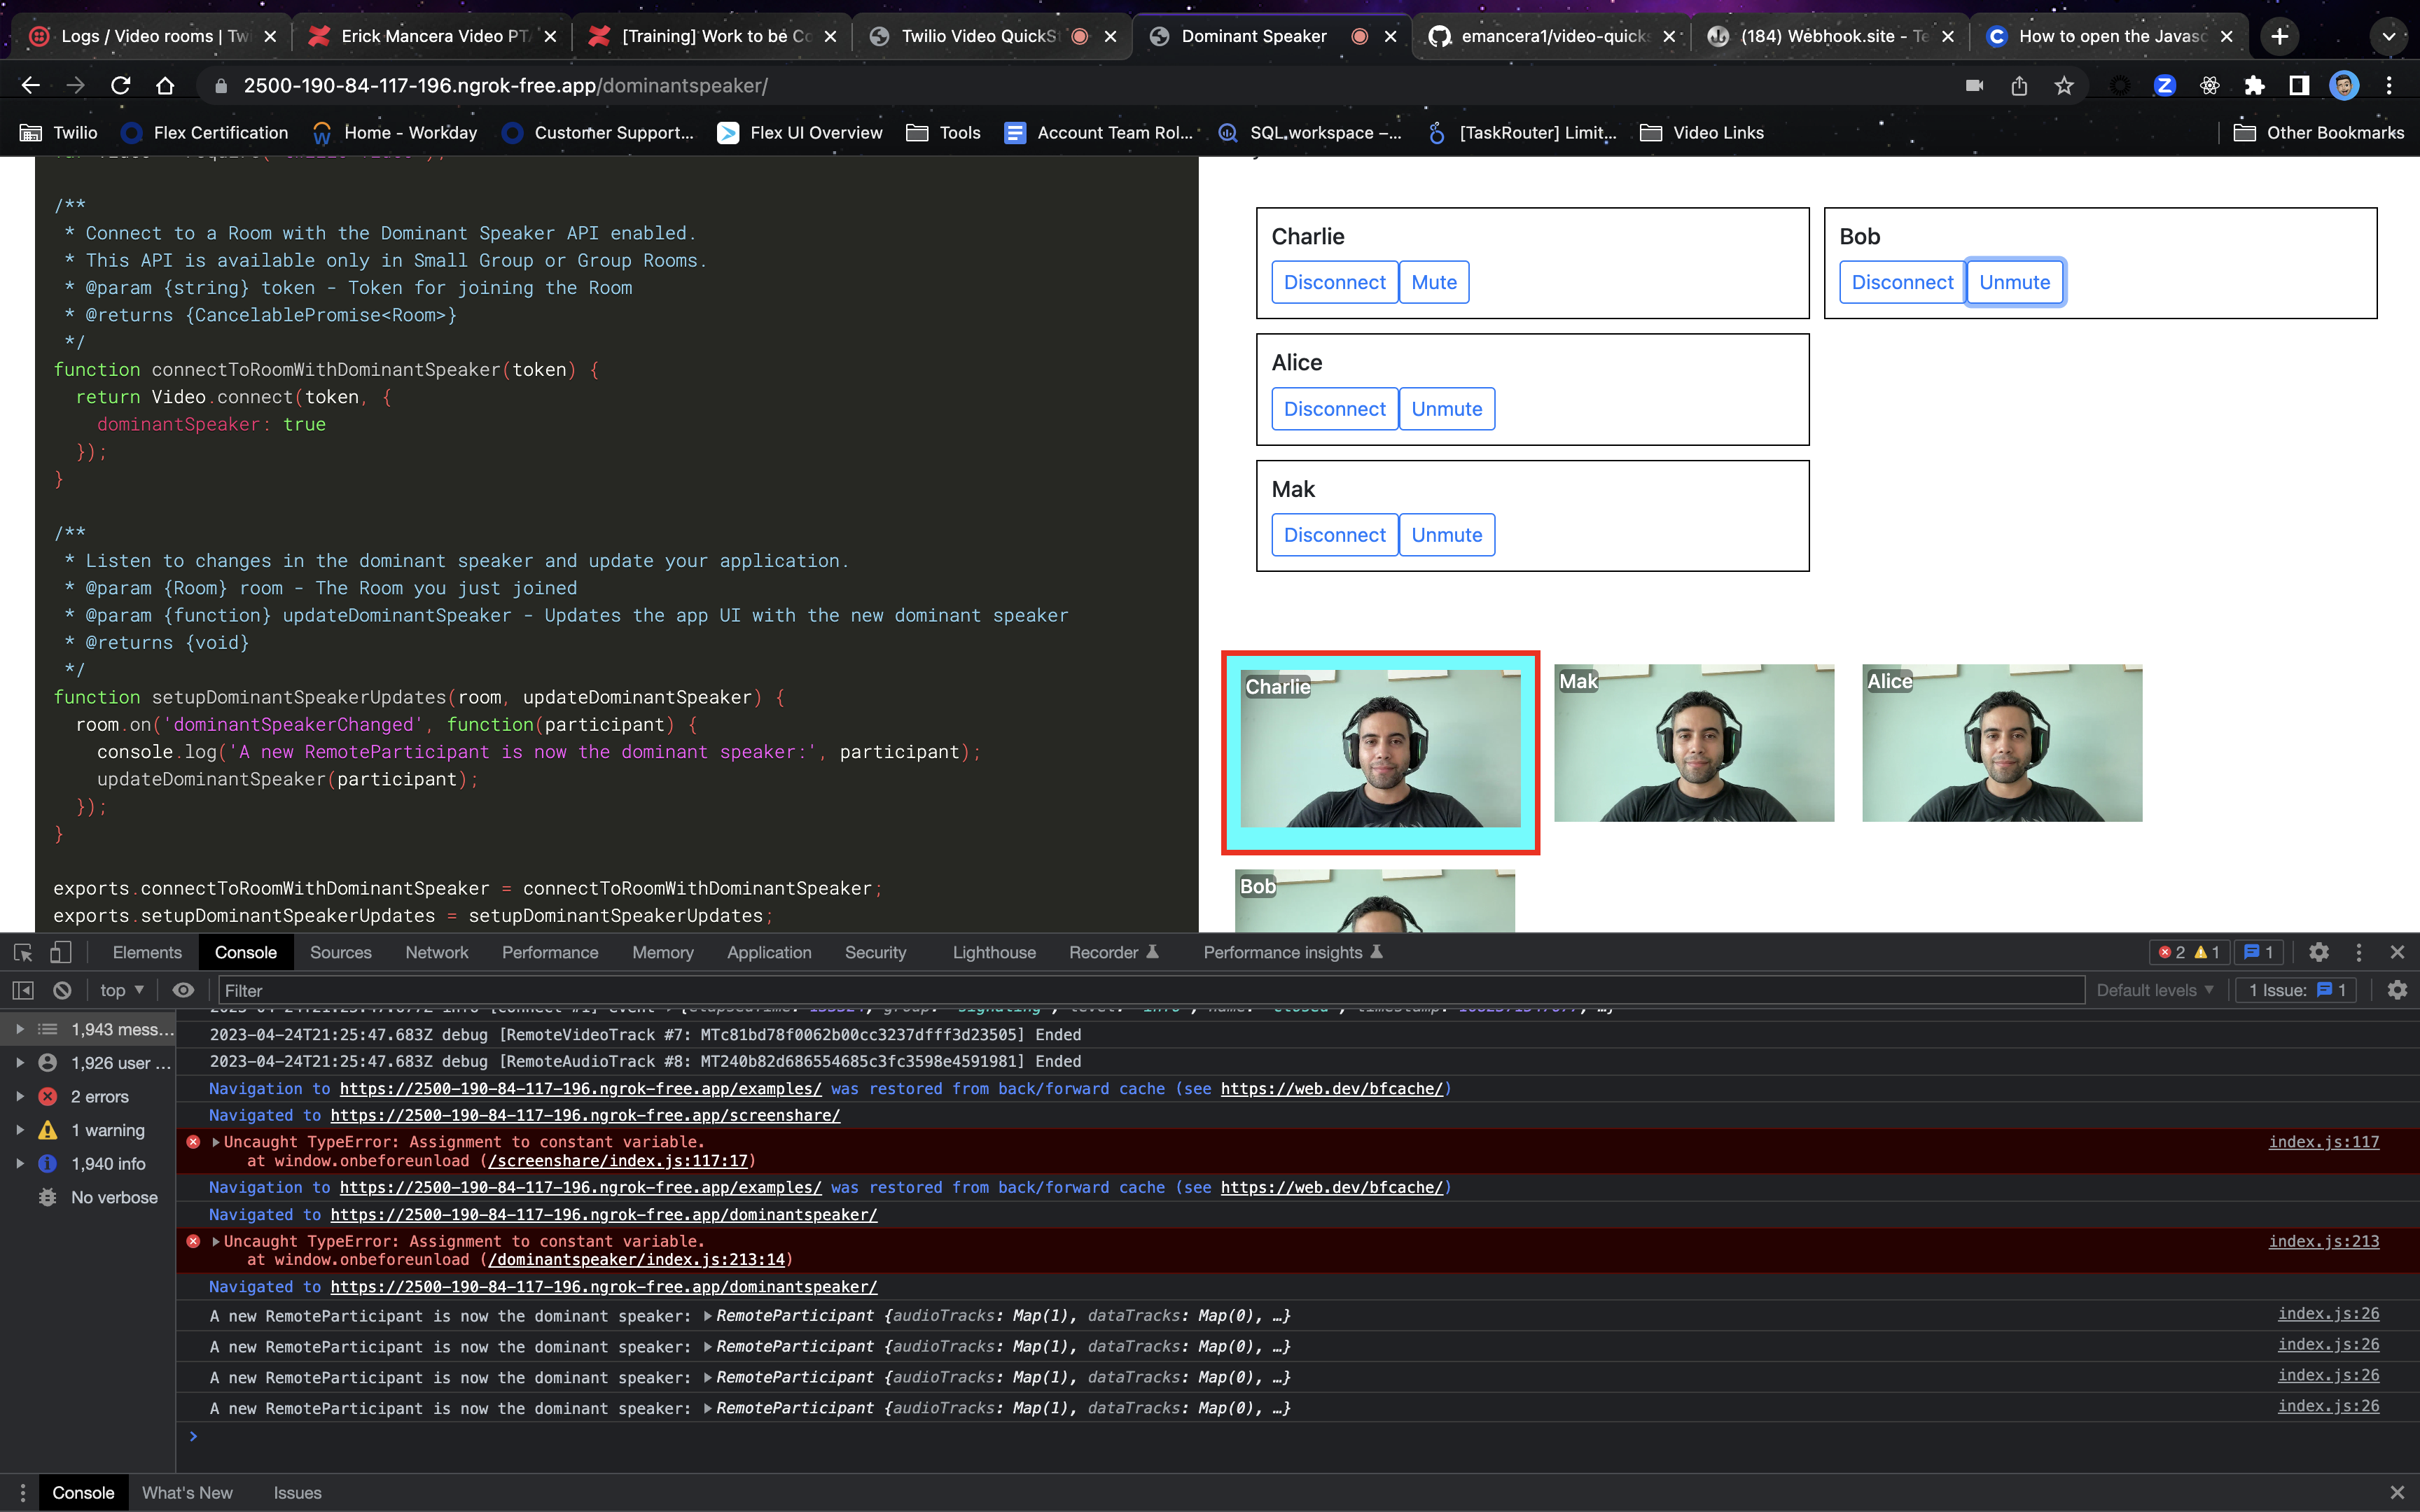 Logs / Video rooms | Twi
Erick Mancera Video PTA
[Training] Work to be Co
Twilio Video QuickSt
Dominant Speaker
emancera1/video-quicks
(184) Webhook.site - Te
How to open the Javasc
2500-190-84-117-196.ngrok-free.app/dominantspeaker/
Twilio
Flex Certification
Home - Workday
Customer Support...
Flex UI Overview
Tools
Account Team Rol...
SQL.workspace –...
[TaskRouter] Limit...
Video Links
Other Bookmarks
/**
* Connect to a Room with the Dominant Speaker API enabled.
* This API is available only in Small Group or Group Rooms.
* @param {string} token - Token for joining the Room
* @returns {CancelablePromise<Room>}
*/
function connectToRoomWithDominantSpeaker(token) {
return Video.connect(token, {
dominantSpeaker: true
});
}
/**
* Listen to changes in the dominant speaker and update your application.
* @param {Room} room - The Room you just joined
* @param {function} updateDominantSpeaker - Updates the app UI with the new dominant speaker
* @returns {void}
*/
function setupDominantSpeakerUpdates(room, updateDominantSpeaker) {
room.on('dominantSpeakerChanged', function(participant) {
console.log('A new RemoteParticipant is now the dominant speaker:', participant);
updateDominantSpeaker(participant);
});
}
exports.connectToRoomWithDominantSpeaker = connectToRoomWithDominantSpeaker;
exports.setupDominantSpeakerUpdates = setupDominantSpeakerUpdates;
Charlie
Disconnect Mute
Bob
Disconnect Unmute
Alice
Disconnect Unmute
Mak
Disconnect Unmute
Charlie
Mak
Alice
Bob
Elements Console Sources Network Performance Memory Application Security Lighthouse Recorder Performance insights 2 1 1
top Filter Default levels 1 Issue: 1
1,943 mess...
1,926 user ...
2 errors
1 warning
1,940 info
No verbose
2023-04-24T21:25:47.683Z debug [RemoteVideoTrack #7: MTc81bd78f0062b00cc3237dfff3d23505] Ended
2023-04-24T21:25:47.683Z debug [RemoteAudioTrack #8: MT240b82d686554685c3fc3598e4591981] Ended
Navigation to https://2500-190-84-117-196.ngrok-free.app/examples/ was restored from back/forward cache (see https://web.dev/bfcache/)
Navigated to https://2500-190-84-117-196.ngrok-free.app/screenshare/
Uncaught TypeError: Assignment to constant variable. index.js:117
at window.onbeforeunload (/screenshare/index.js:117:17)
Navigation to https://2500-190-84-117-196.ngrok-free.app/examples/ was restored from back/forward cache (see https://web.dev/bfcache/)
Navigated to https://2500-190-84-117-196.ngrok-free.app/dominantspeaker/
Uncaught TypeError: Assignment to constant variable. index.js:213
at window.onbeforeunload (/dominantspeaker/index.js:213:14)
Navigated to https://2500-190-84-117-196.ngrok-free.app/dominantspeaker/
A new RemoteParticipant is now the dominant speaker: RemoteParticipant {audioTracks: Map(1), dataTracks: Map(0), …} index.js:26
A new RemoteParticipant is now the dominant speaker: RemoteParticipant {audioTracks: Map(1), dataTracks: Map(0), …} index.js:26
A new RemoteParticipant is now the dominant speaker: RemoteParticipant {audioTracks: Map(1), dataTracks: Map(0), …} index.js:26
A new RemoteParticipant is now the dominant speaker: RemoteParticipant {audioTracks: Map(1), dataTracks: Map(0), …} index.js:26
Console What's New Issues